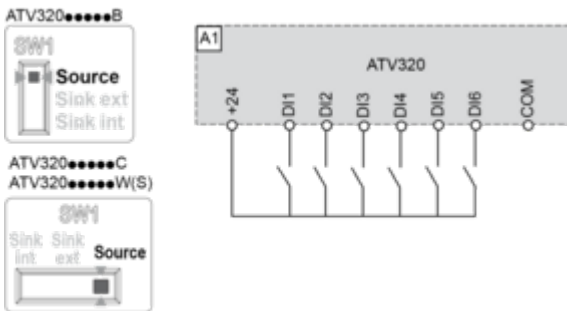 ATV320●●●●●B
SW1
Source
Sink ext
Sink int
ATV320●●●●●C
ATV320●●●●●W(S)
SW1
Sink int
Sink ext
Source
A1
ATV320
+24
DI1
DI2
DI3
DI4
DI5
DI6
COM